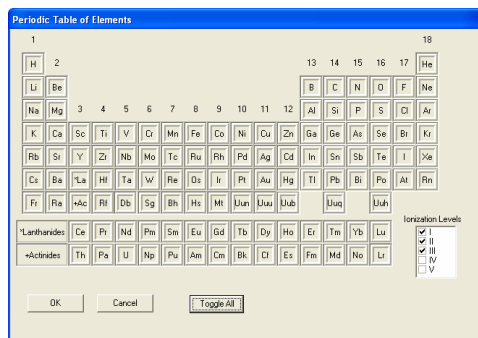 Periodic Table of Elements
1 18
H 2 13 14 15 16 17 He
Li Be B C N O F Ne
Na Mg 3 4 5 6 7 8 9 10 11 12 Al Si P S Cl Ar
K Ca Sc Ti V Cr Mn Fe Co Ni Cu Zn Ga Ge As Se Br Kr
Rb Sr Y Zr Nb Mo Tc Ru Rh Pd Ag Cd In Sn Sb Te I Xe
Cs Ba *La Hf Ta W Re Os Ir Pt Au Hg Tl Pb Bi Po At Rn
Fr Ra +Ac Rf Db Sg Bh Hs Mt Uun Uuu Uub Uuq Uuh
*Lanthanides Ce Pr Nd Pm Sm Eu Gd Tb Dy Ho Er Tm Yb Lu
+Actinides Th Pa U Np Pu Am Cm Bk Cf Es Fm Md No Lr
Ionization Levels
I
II
III
IV
V
OK Cancel Toggle All